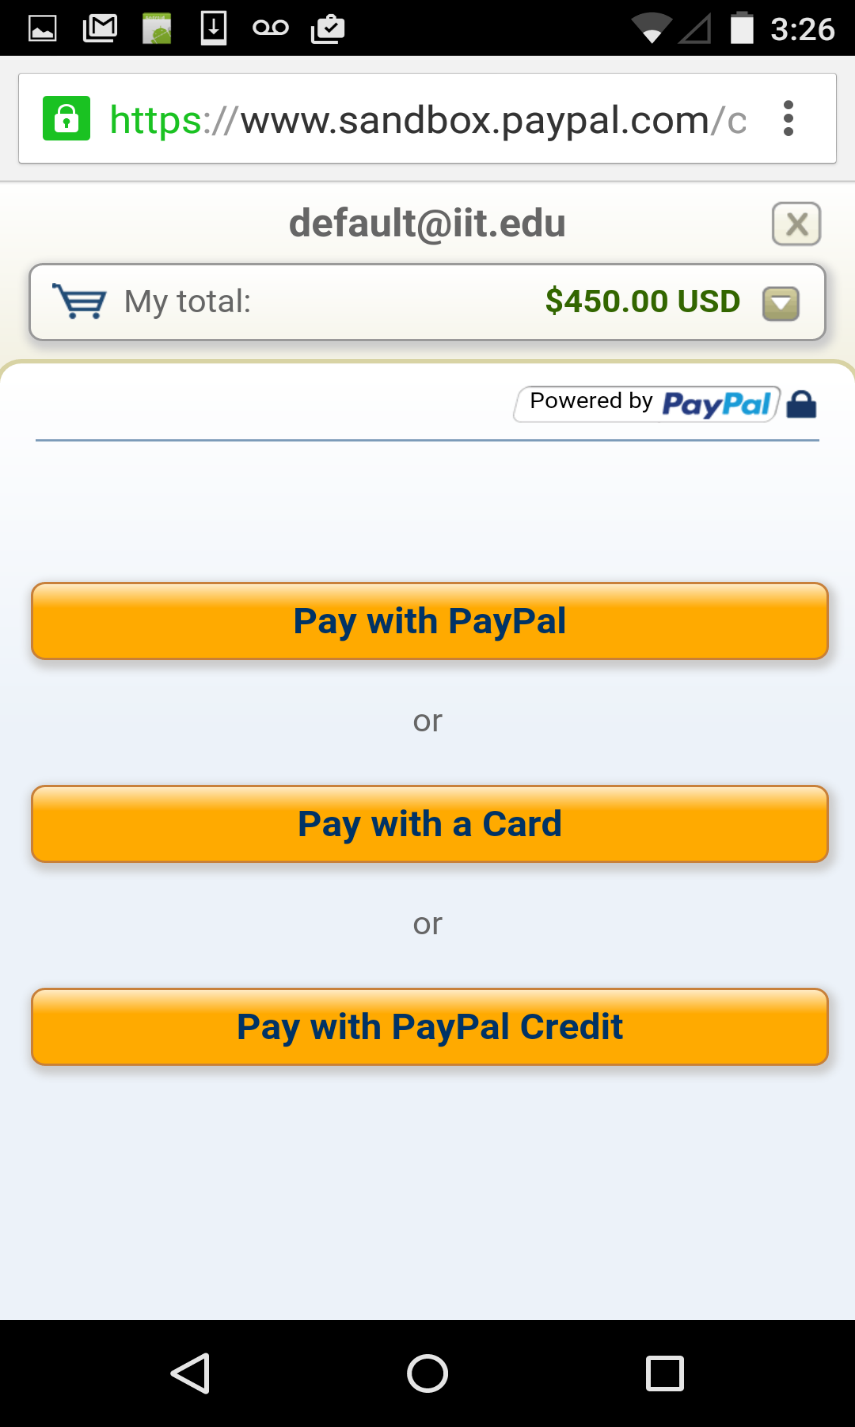 3:26
https://www.sandbox.paypal.com/c
default@iit.edu
My total: $450.00 USD
Powered by PayPal
Pay with PayPal
or
Pay with a Card
or
Pay with PayPal Credit